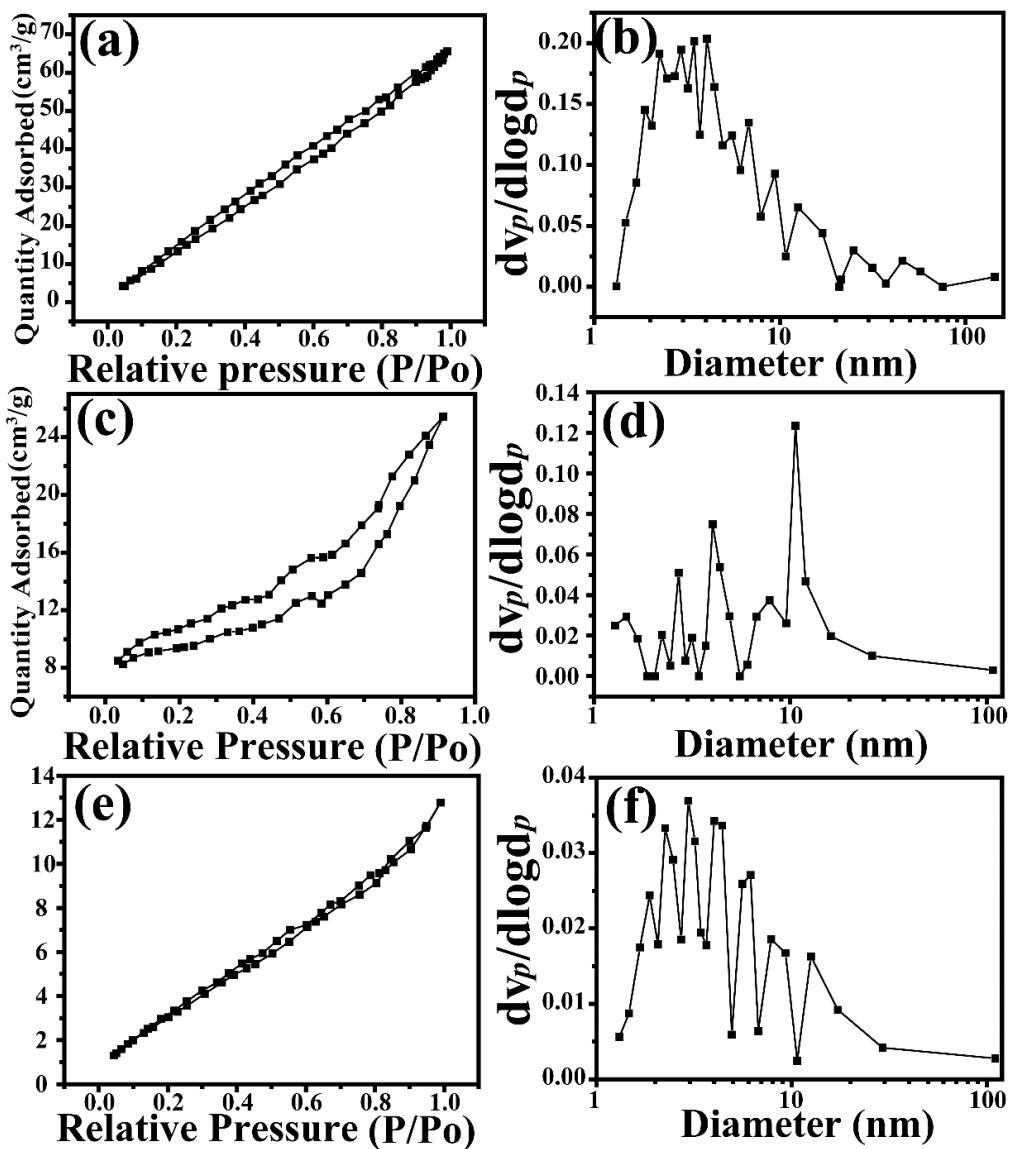 (a)
Quantity Adsorbed(cm³/g)
70
60
50
40
30
20
10
0
0.0 0.2 0.4 0.6 0.8 1.0
Relative pressure (P/Po)
(b)
dvp/dlogdp
0.20
0.15
0.10
0.05
0.00
1 10 100
Diameter (nm)
(c)
Quantity Adsorbed(cm³/g)
24
20
16
12
8
0.0 0.2 0.4 0.6 0.8 1.0
Relative Pressure (P/Po)
(d)
dvp/dlogdp
0.14
0.12
0.10
0.08
0.06
0.04
0.02
0.00
1 10 100
Diameter (nm)
(e)
14
12
10
8
6
4
2
0
0.0 0.2 0.4 0.6 0.8 1.0
Relative Pressure (P/Po)
(f)
dvp/dlogdp
0.04
0.03
0.02
0.01
0.00
1 10 100
Diameter (nm)